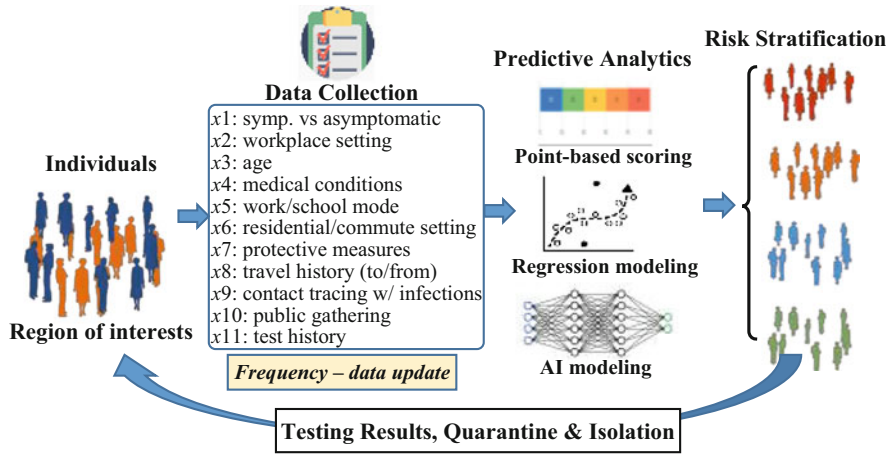 Individuals
Region of interests
Data Collection
x1: symp. vs asymptomatic
x2: workplace setting
x3: age
x4: medical conditions
x5: work/school mode
x6: residential/commute setting
x7: protective measures
x8: travel history (to/from)
x9: contact tracing w/ infections
x10: public gathering
x11: test history
Frequency – data update
Predictive Analytics
Point-based scoring
Regression modeling
AI modeling
Risk Stratification
Testing Results, Quarantine & Isolation